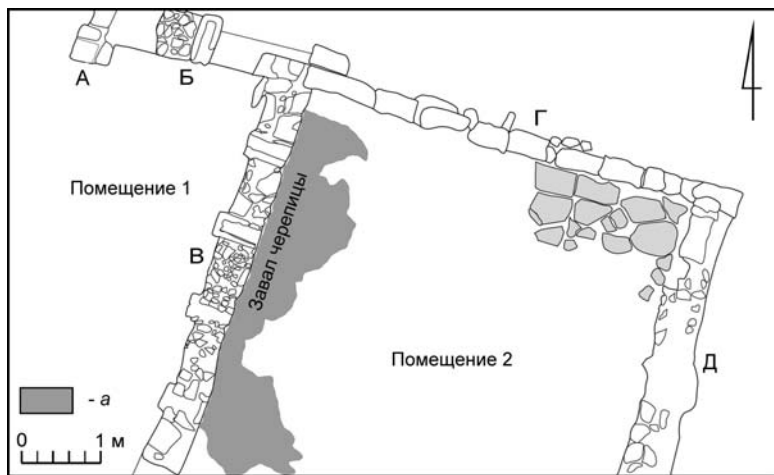 А
Б
Г
Помещение 1
Завал черепицы
В
Помещение 2
Д
- а
0 1 м